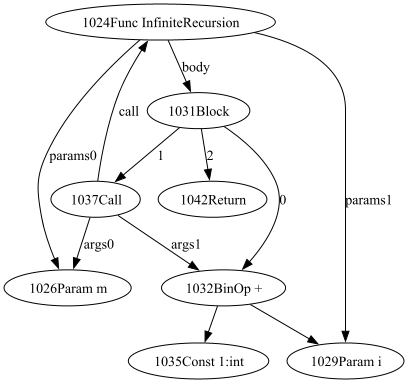 1024Func InfiniteRecursion
body
1031Block
call
params0
1
2
1037Call
1042Return
0
params1
args0
args1
1026Param m
1032BinOp +
1035Const 1:int
1029Param i